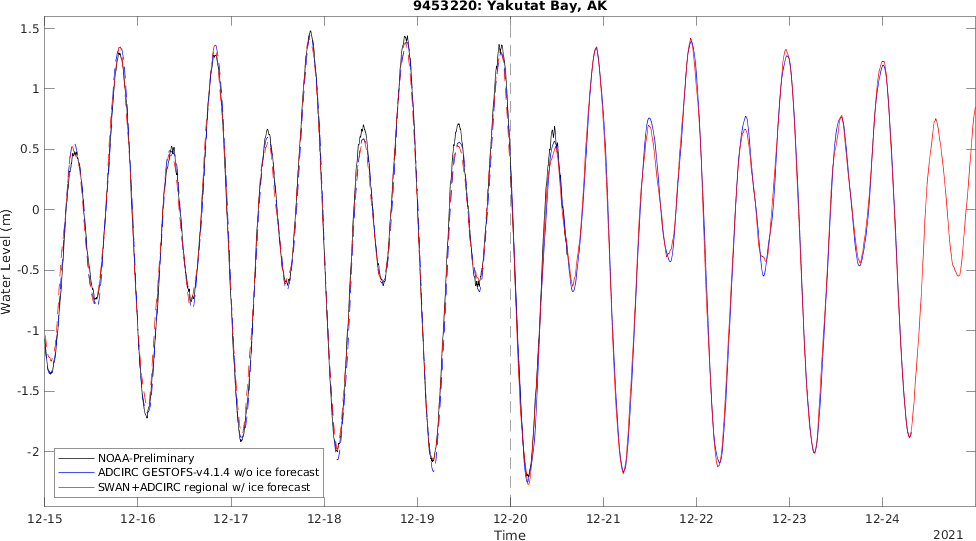 9453220: Yakutat Bay, AK
1.5
1
0.5
0
-0.5
-1
-1.5
-2
Water Level (m)
NOAA-Preliminary
ADCIRC GESTOFS-v4.1.4 w/o ice forecast
SWAN+ADCIRC regional w/ ice forecast
12-15 12-16 12-17 12-18 12-19 12-20 12-21 12-22 12-23 12-24
Time
2021